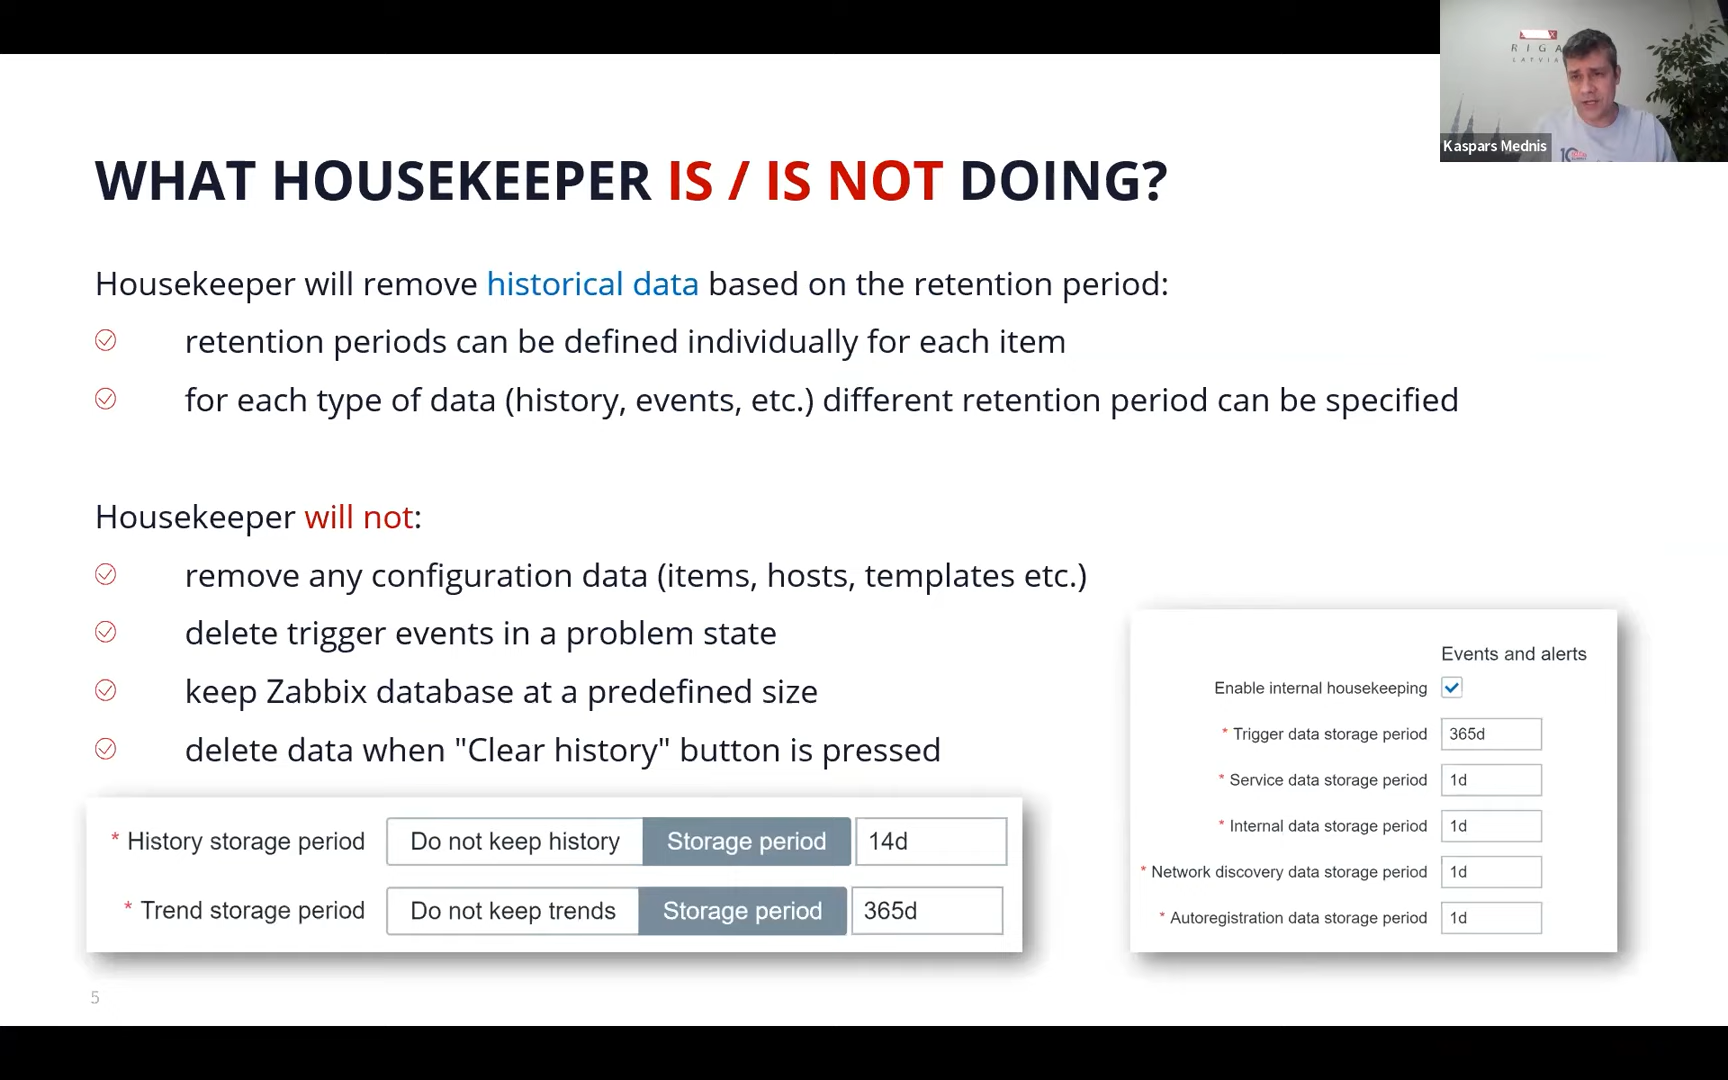 RIGA
LATVIA
Kaspars Mednis
WHAT HOUSEKEEPER IS / IS NOT DOING?
Housekeeper will remove historical data based on the retention period:
retention periods can be defined individually for each item
for each type of data (history, events, etc.) different retention period can be specified
Housekeeper will not:
remove any configuration data (items, hosts, templates etc.)
delete trigger events in a problem state
keep Zabbix database at a predefined size
delete data when "Clear history" button is pressed
* History storage period Do not keep history Storage period 14d
* Trend storage period Do not keep trends Storage period 365d
Events and alerts
Enable internal housekeeping
* Trigger data storage period 365d
* Service data storage period 1d
* Internal data storage period 1d
* Network discovery data storage period 1d
* Autoregistration data storage period 1d
5